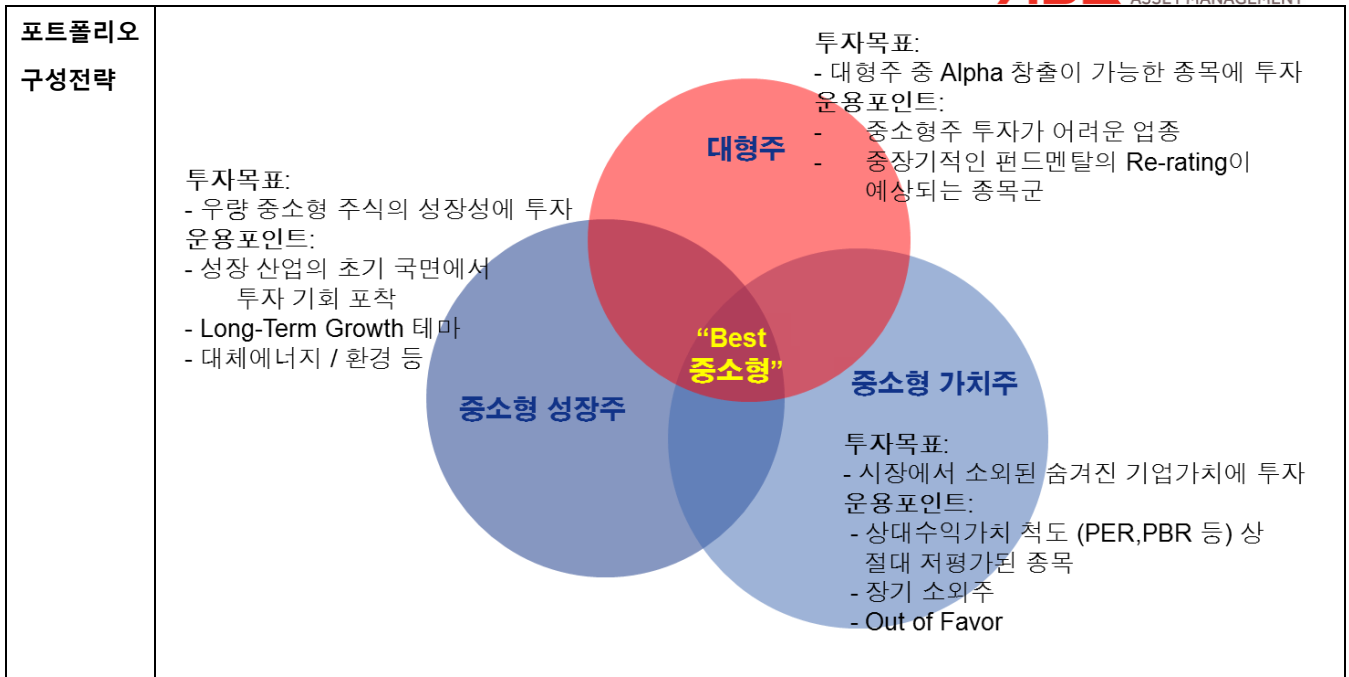 ASSET MANAGEMENT
포트폴리오
구성전략
투자목표:
- 대형주 중 Alpha 창출이 가능한 종목에 투자
운용포인트:
- 중소형주 투자가 어려운 업종
- 중장기적인 펀드멘탈의 Re-rating이
예상되는 종목군
대형주
투자목표:
- 우량 중소형 주식의 성장성에 투자
운용포인트:
- 성장 산업의 초기 국면에서
투자 기회 포착
- Long-Term Growth 테마
- 대체에너지 / 환경 등
“Best
중소형”
중소형 성장주
중소형 가치주
투자목표:
- 시장에서 소외된 숨겨진 기업가치에 투자
운용포인트:
- 상대수익가치 척도 (PER,PBR 등) 상
절대 저평가된 종목
- 장기 소외주
- Out of Favor